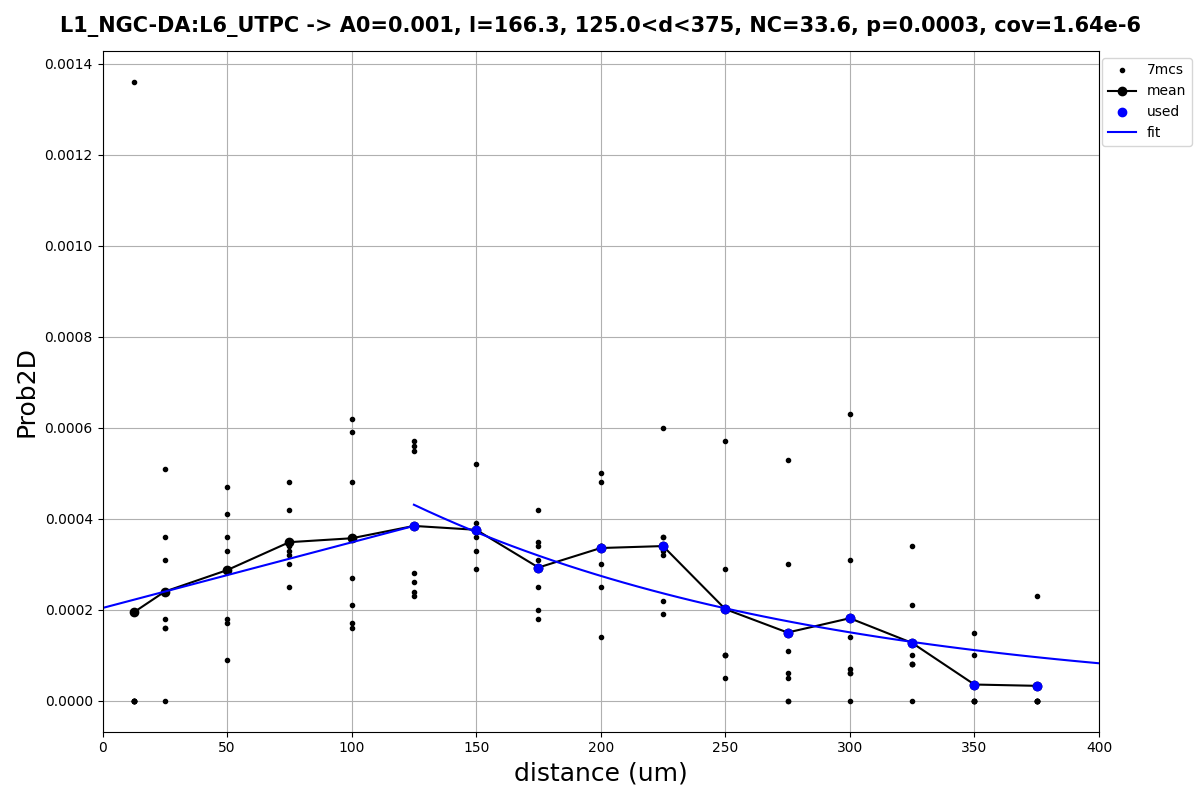 L1_NGC-DA:L6_UTPC -> A0=0.001, l=166.3, 125.0<d<375, NC=33.6, p=0.0003, cov=1.64e-6
0.0014
0.0012
0.0010
0.0008
0.0006
0.0004
0.0002
0.0000
Prob2D
0 50 100 150 200 250 300 350 400
distance (um)
7mcs
mean
used
fit